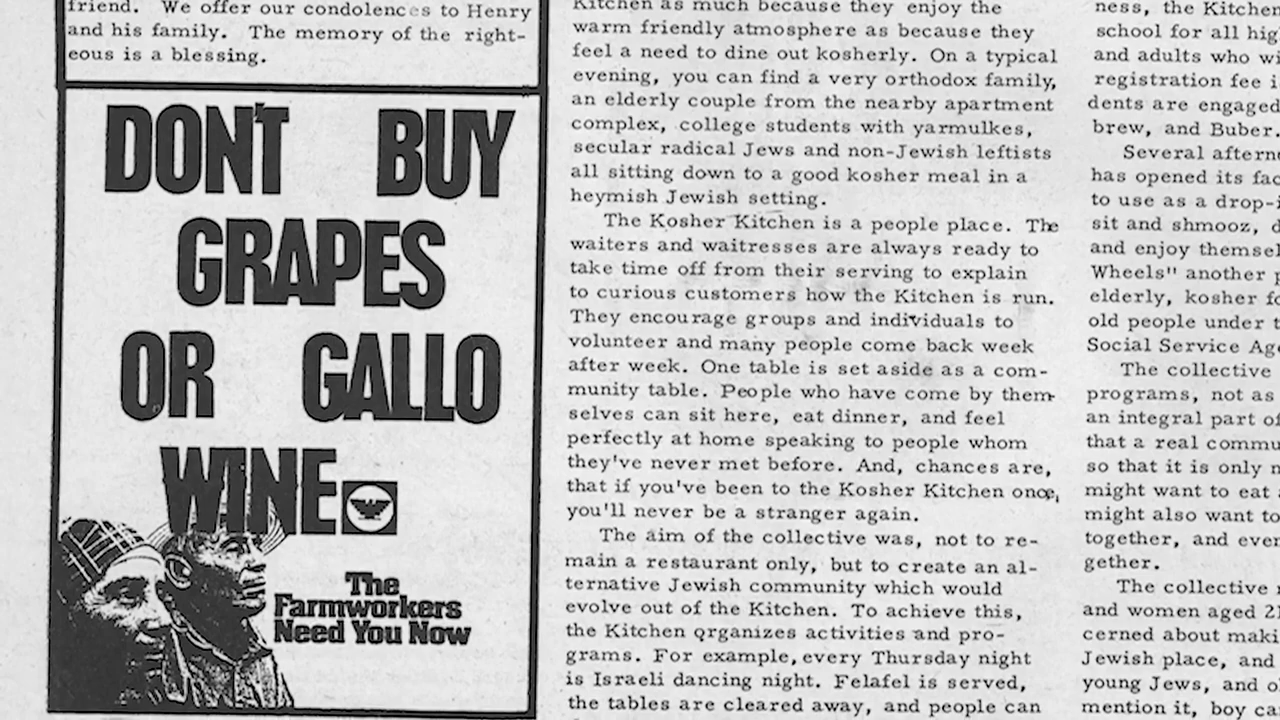 friend. We offer our condolences to Henry
and his family. The memory of the right-
eous is a blessing.
DON'T BUY
GRAPES
OR GALLO
WINE
The
Farmworkers
Need You Now
Kitchen as much because they enjoy the
warm friendly atmosphere as because they
feel a need to dine out kosherly. On a typical
evening, you can find a very orthodox family,
an elderly couple from the nearby apartment
complex, college students with yarmulkes,
secular radical Jews and non-Jewish leftists
all sitting down to a good kosher meal in a
heymish Jewish setting.
The Kosher Kitchen is a people place. The
waiters and waitresses are always ready to
take time off from their serving to explain
to curious customers how the Kitchen is run.
They encourage groups and individuals to
volunteer and many people come back week
after week. One table is set aside as a com-
munity table. People who have come by them-
selves can sit here, eat dinner, and feel
perfectly at home speaking to people whom
they've never met before. And, chances are,
that if you've been to the Kosher Kitchen once,
you'll never be a stranger again.
The aim of the collective was, not to re-
main a restaurant only, but to create an al-
ternative Jewish community which would
evolve out of the Kitchen. To achieve this,
the Kitchen qrganizes activities and pro-
grams. For example, every Thursday night
is Israeli dancing night. Felafel is served,
the tables are cleared away, and people can
ness, the Kitchen
school for all hig
and adults who wi
registration fee i
dents are engaged
brew, and Buber.
Several afternu
has opened its fac
to use as a drop-i
sit and shmooz, d
and enjoy themsel
Wheels" another p
elderly, kosher fo
old people under t
Social Service Age
The collective
programs, not as
an integral part of
that a real commu
so that it is only n
might want to eat
might also want to
together, and even
gether.
The collective
and women aged 21
cerned about maki
Jewish place, and
young Jews, and o
mention it, boy ca